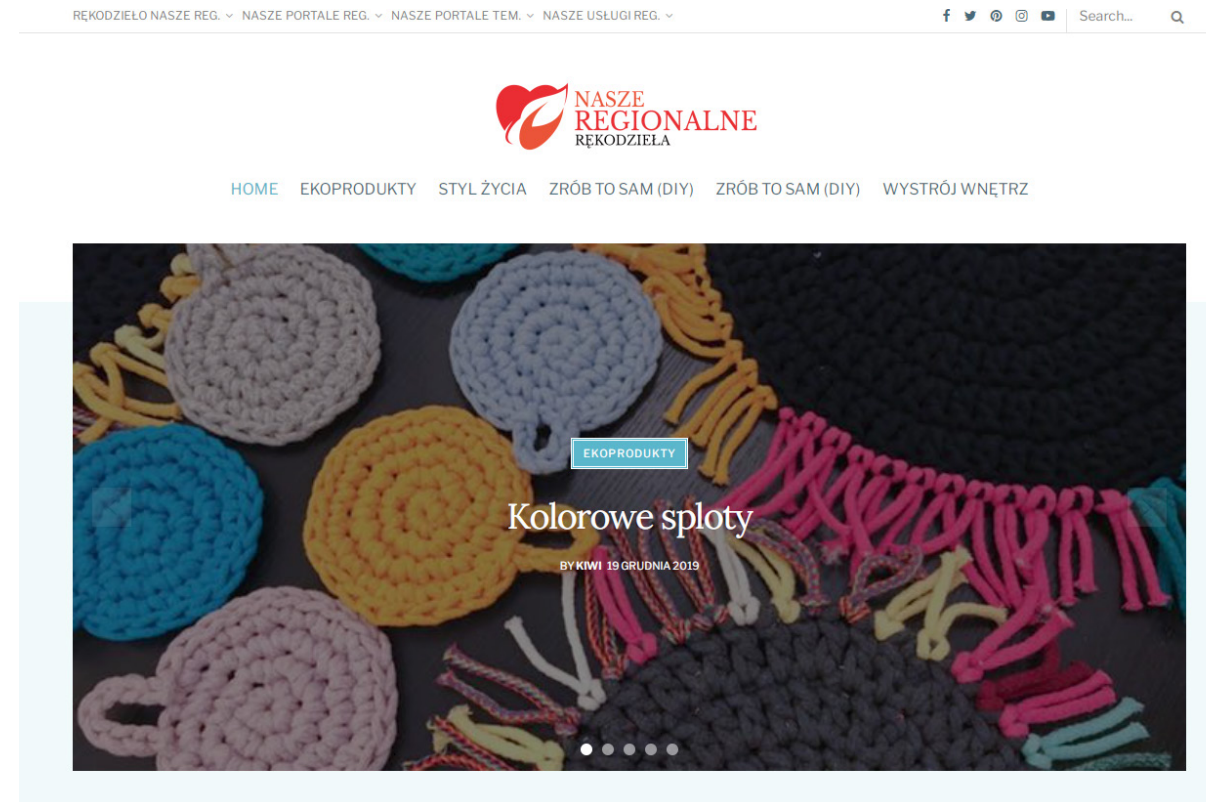 RĘKODZIEŁO NASZE REG. NASZE PORTALE REG. NASZE PORTALE TEM. NASZE USŁUGI REG. Search...
NASZE
REGIONALNE
RĘKODZIEŁA
HOME EKOPRODUKTY STYL ŻYCIA ZRÓB TO SAM (DIY) ZRÓB TO SAM (DIY) WYSTRÓJ WNĘTRZ
EKOPRODUKTY
Kolorowe sploty
BY KIWI 19 GRUDNIA 2019